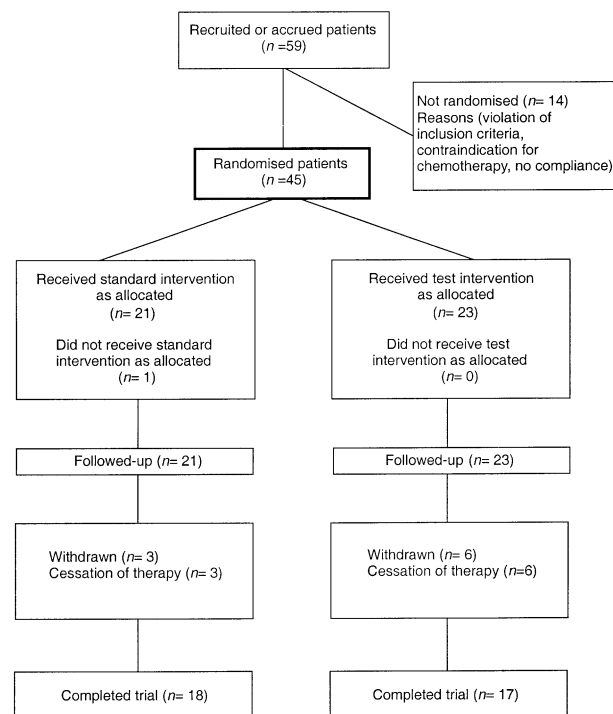 Recruited or accrued patients
(n =59)
Not randomised (n= 14)
Reasons (violation of
inclusion criteria,
contraindication for
chemotherapy, no compliance)
Randomised patients
(n =45)
Received standard intervention
as allocated
(n= 21)
Did not receive standard
intervention as allocated
(n= 1)
Received test intervention
as allocated
(n= 23)
Did not receive test
intervention as allocated
(n= 0)
Followed-up (n= 21)
Followed-up (n= 23)
Withdrawn (n= 3)
Cessation of therapy (n= 3)
Withdrawn (n= 6)
Cessation of therapy (n=6)
Completed trial (n= 18)
Completed trial (n= 17)